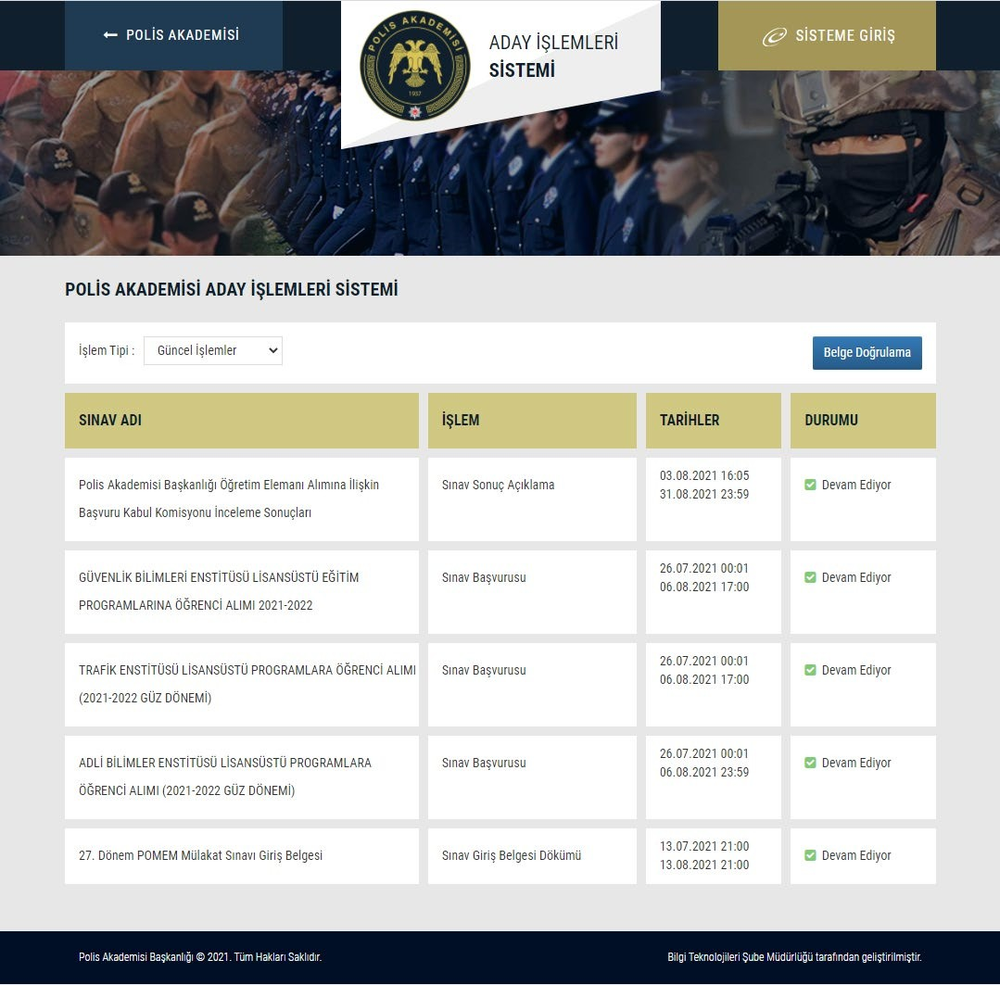 POLİS AKADEMİSİ
POLİS AKADEMİSİ
1937
ADAY İŞLEMLERİ
SİSTEMİ
SİSTEME GİRİŞ
POLİS AKADEMİSİ ADAY İŞLEMLERİ SİSTEMİ
İşlem Tipi :
Güncel İşlemler
Belge Doğrulama
SINAV ADI
İŞLEM
TARİHLER
DURUMU
Polis Akademisi Başkanlığı Öğretim Elemanı Alımına İlişkin
Başvuru Kabul Komisyonu İnceleme Sonuçları
Sınav Sonuç Açıklama
03.08.2021 16:05
31.08.2021 23:59
Devam Ediyor
GÜVENLİK BİLİMLERİ ENSTİTÜSÜ LİSANSÜSTÜ EĞİTİM
PROGRAMLARINA ÖĞRENCİ ALIMI 2021-2022
Sınav Başvurusu
26.07.2021 00:01
06.08.2021 17:00
Devam Ediyor
TRAFİK ENSTİTÜSÜ LİSANSÜSTÜ PROGRAMLARA ÖĞRENCİ ALIMI
(2021-2022 GÜZ DÖNEMİ)
Sınav Başvurusu
26.07.2021 00:01
06.08.2021 17:00
Devam Ediyor
ADLİ BİLİMLER ENSTİTÜSÜ LİSANSÜSTÜ PROGRAMLARA
ÖĞRENCİ ALIMI (2021-2022 GÜZ DÖNEMİ)
Sınav Başvurusu
26.07.2021 00:01
06.08.2021 23:59
Devam Ediyor
27. Dönem POMEM Mülakat Sınavı Giriş Belgesi
Sınav Giriş Belgesi Dökümü
13.07.2021 21:00
13.08.2021 21:00
Devam Ediyor
Polis Akademisi Başkanlığı © 2021. Tüm Hakları Saklıdır.
Bilgi Teknolojileri Şube Müdürlüğü tarafından geliştirilmiştir.